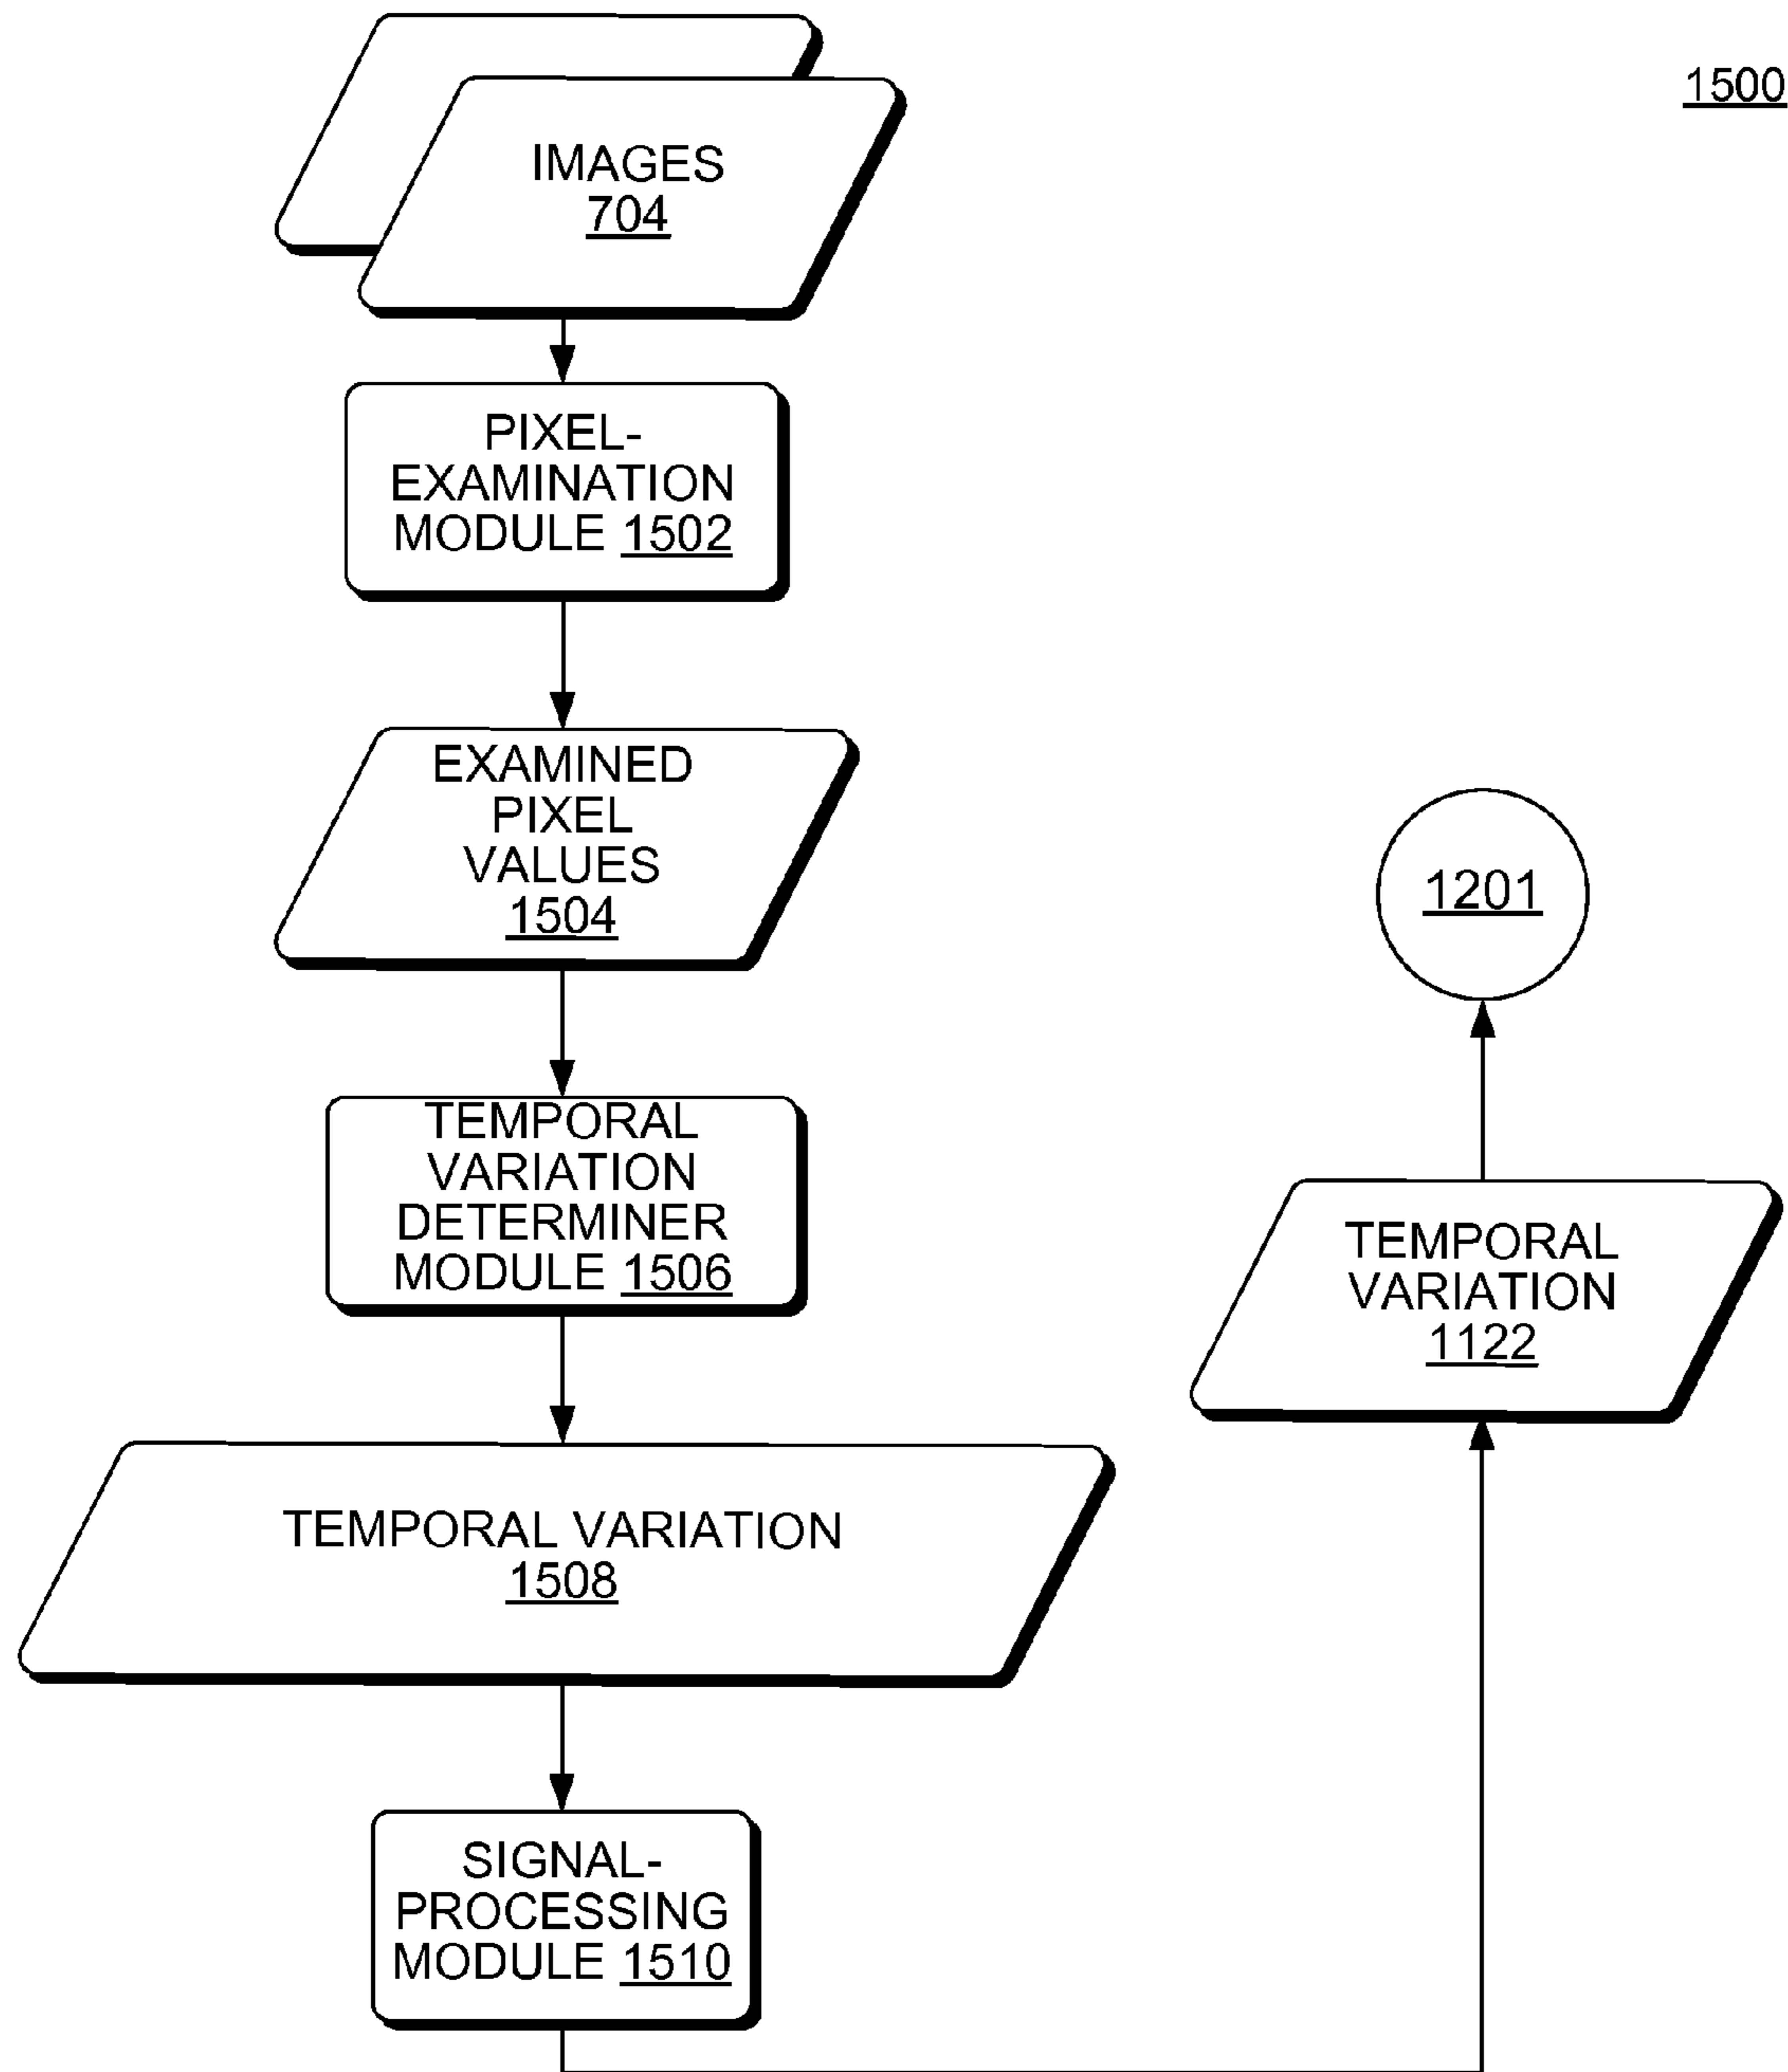 1500
IMAGES
704
PIXEL-
EXAMINATION
MODULE 1502
EXAMINED
PIXEL
VALUES
1504
TEMPORAL
VARIATION
DETERMINER
MODULE 1506
TEMPORAL VARIATION
1508
SIGNAL-
PROCESSING
MODULE 1510
TEMPORAL
VARIATION
1122
1201